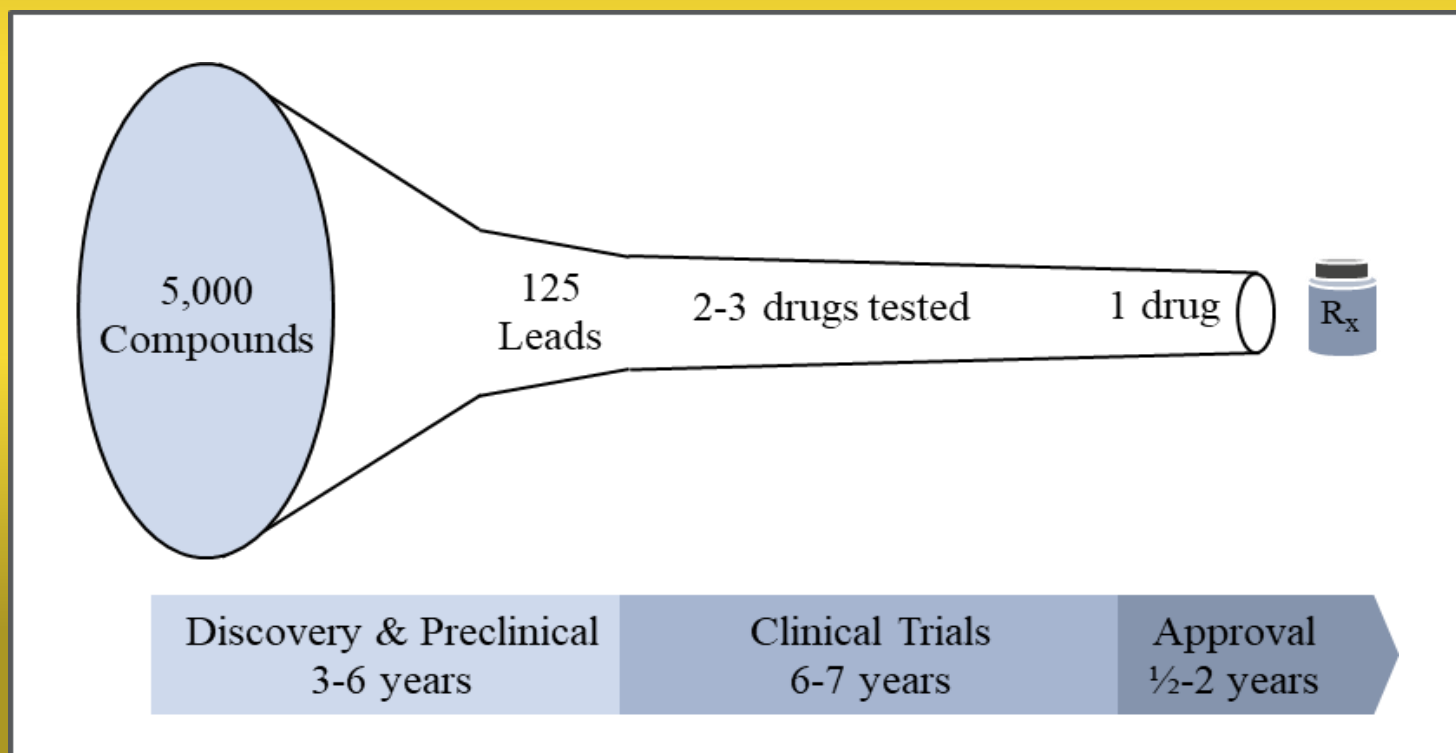 5,000
Compounds
125
Leads
2-3 drugs tested
1 drug
Rx
Discovery & Preclinical
3-6 years
Clinical Trials
6-7 years
Approval
½-2 years